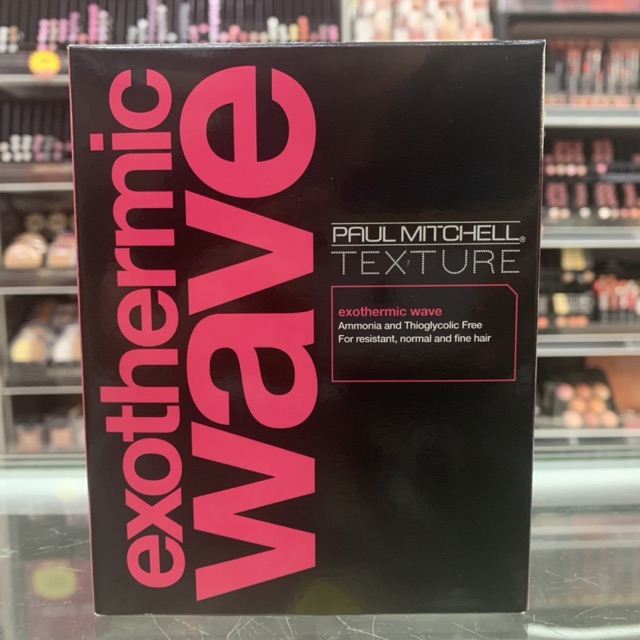 exothermic
wave
PAUL MITCHELL®
TEXTURE
exothermic wave
Ammonia and Thioglycolic Free
For resistant, normal and fine hair